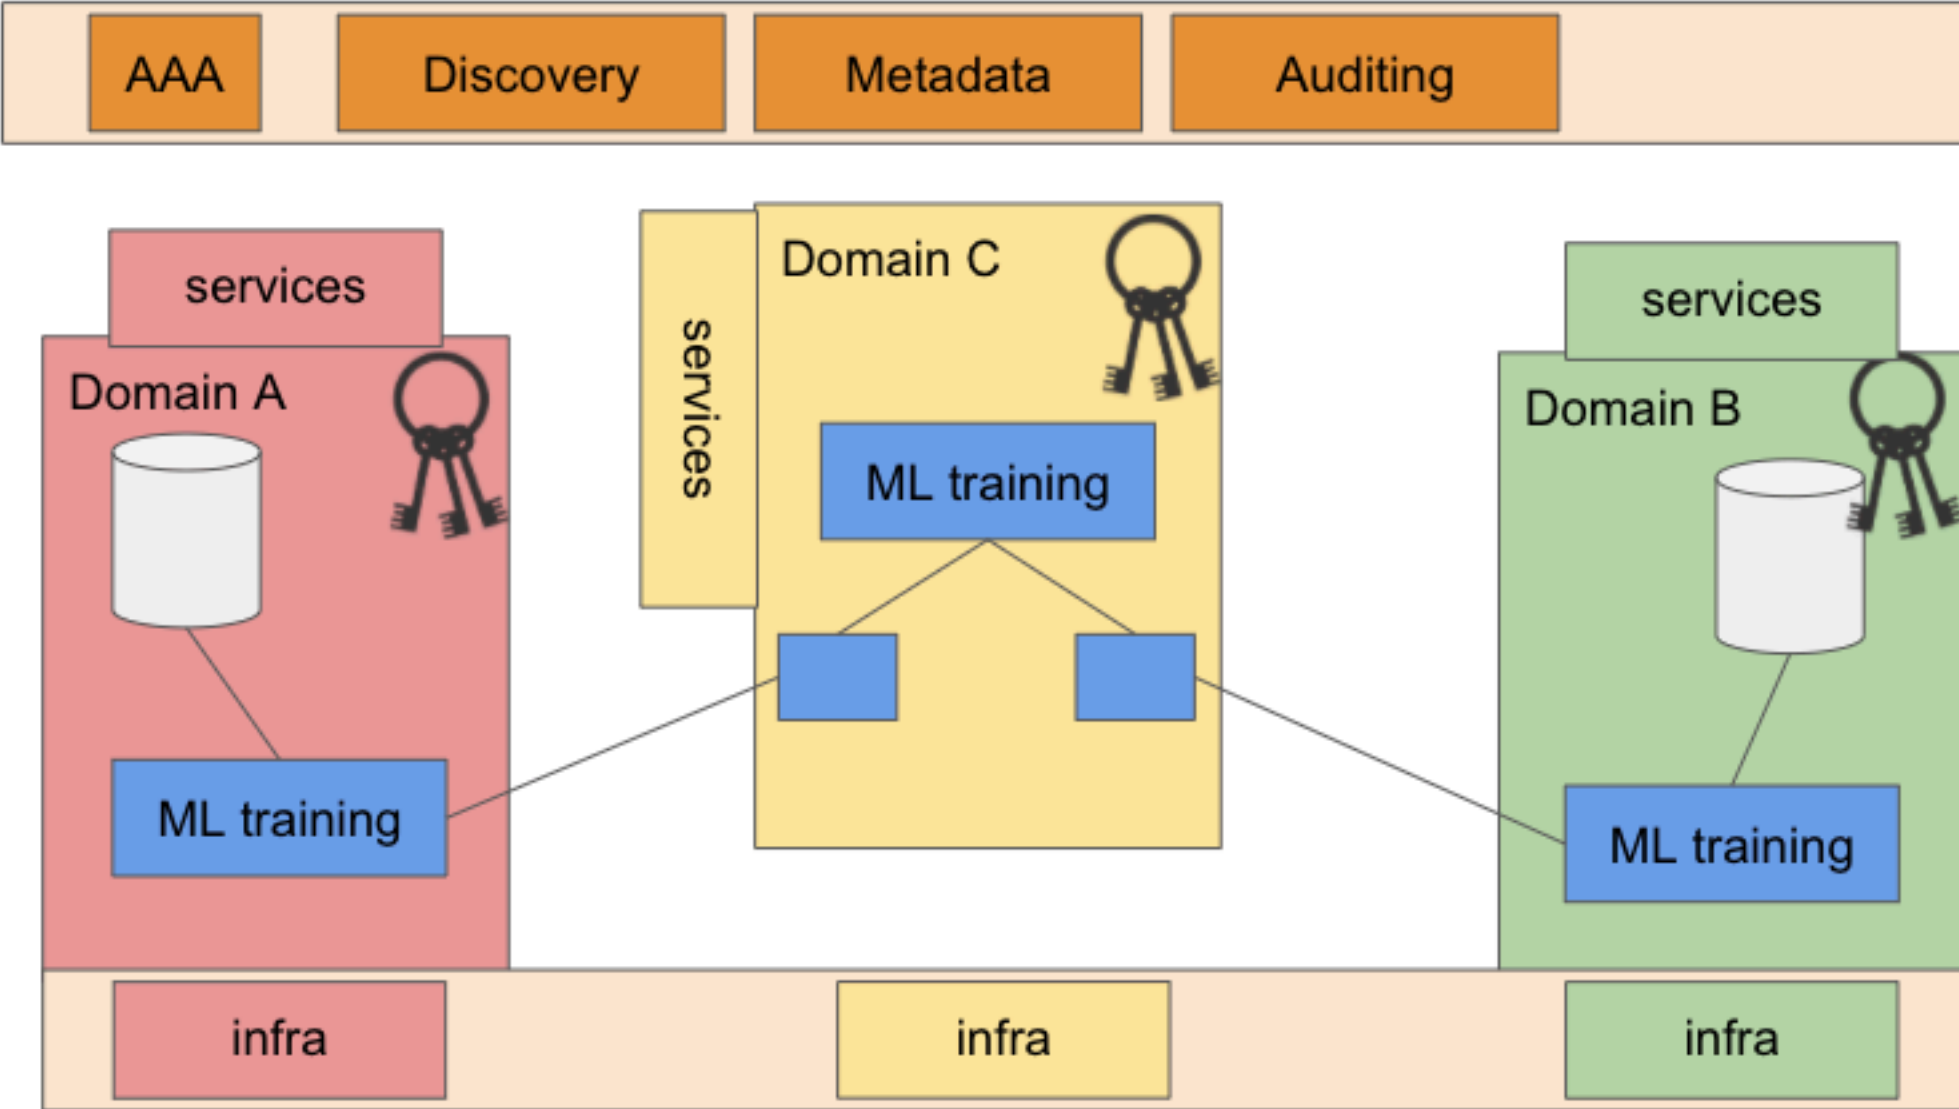 AAA
Discovery
Metadata
Auditing
services
Domain A
ML training
services
Domain C
ML training
services
Domain B
ML training
infra
infra
infra